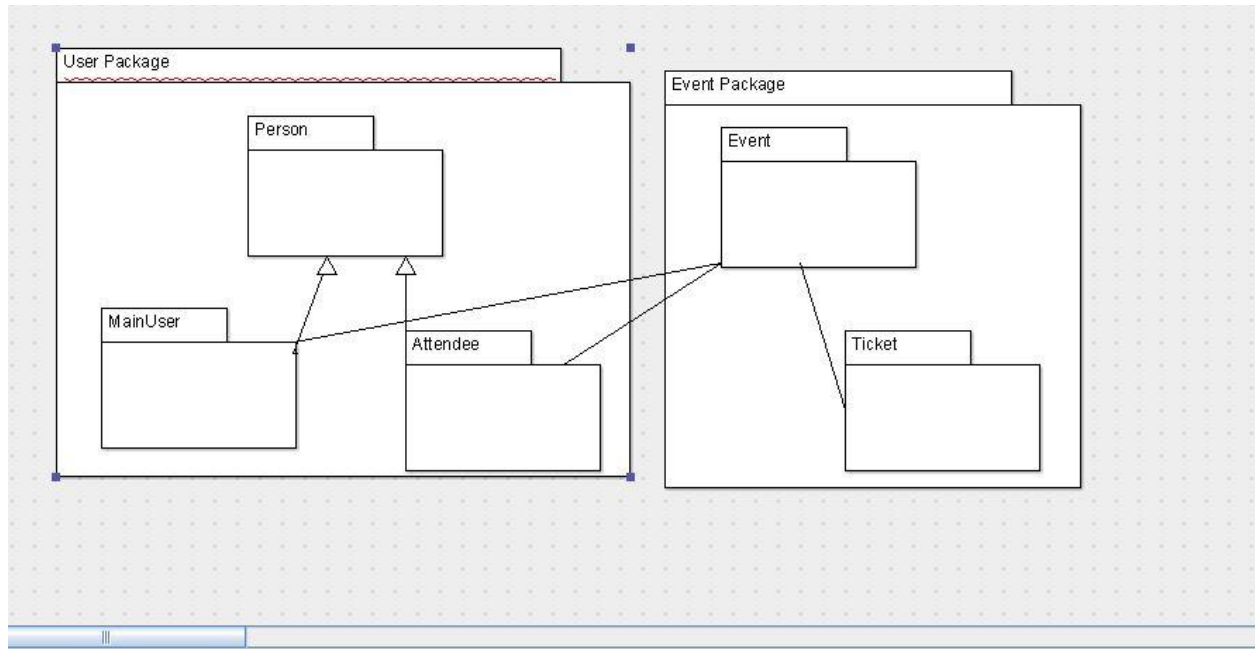 User Package
Event Package
Person
Event
MainUser
Attendee
Ticket